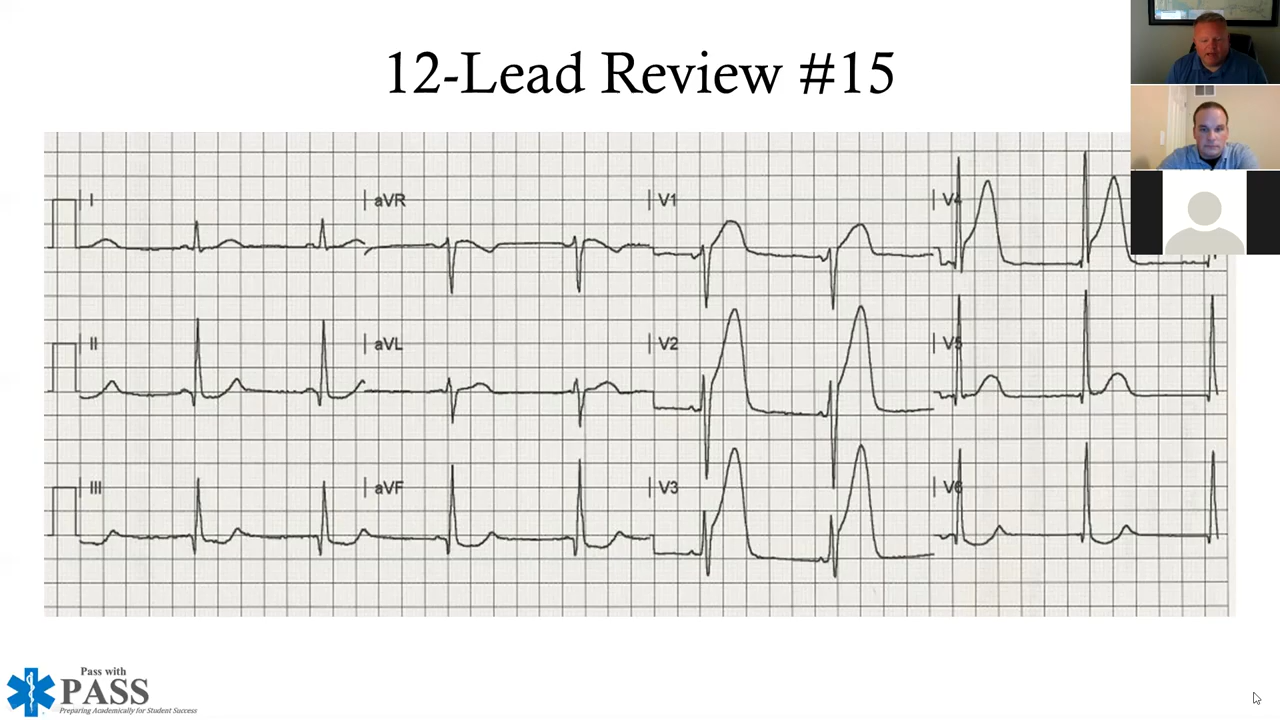 12-Lead Review #15
I aVR V1 V4
II aVL V2 V5
III aVF V3 V6
Pass with
PASS
Preparing Academically for Student Success